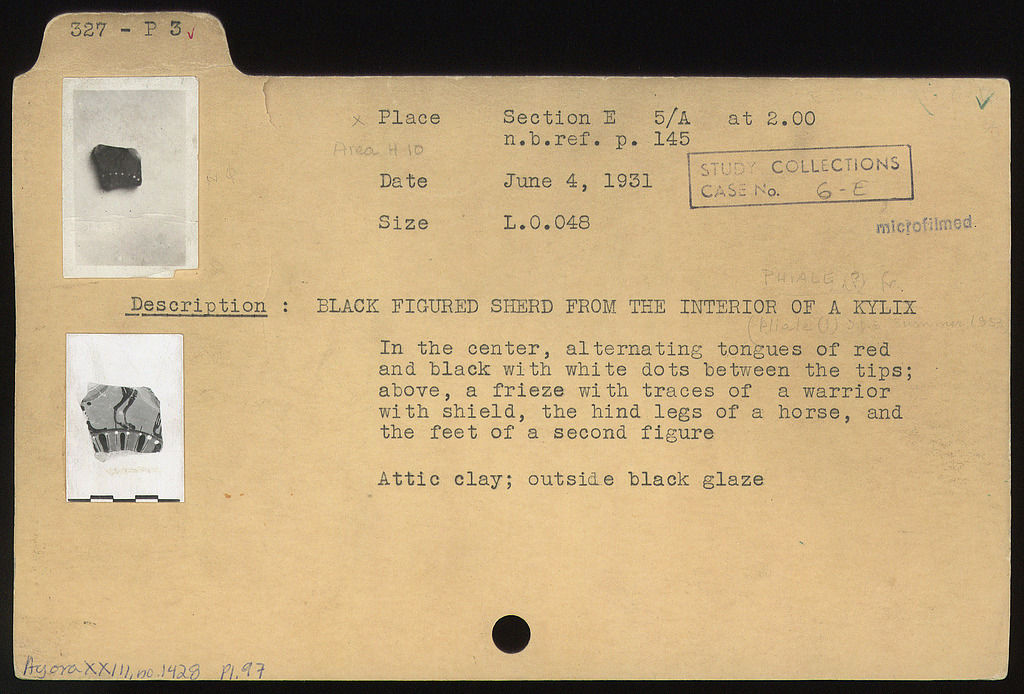 327 - P 3
Place Section E 5/A at 2.00
n.b.ref. p. 145
Area H 10
Date June 4, 1931
STUDY COLLECTIONS
CASE No. 6-E
Size L.0.048
microfilmed
PHIALE (?) fr.
Description : BLACK FIGURED SHERD FROM THE INTERIOR OF A KYLIX
(Phiale(?) summer 1953
In the center, alternating tongues of red
and black with white dots between the tips;
above, a frieze with traces of a warrior
with shield, the hind legs of a horse, and
the feet of a second figure
Attic clay; outside black glaze
Agora XXIII, no. 1428 Pl. 97